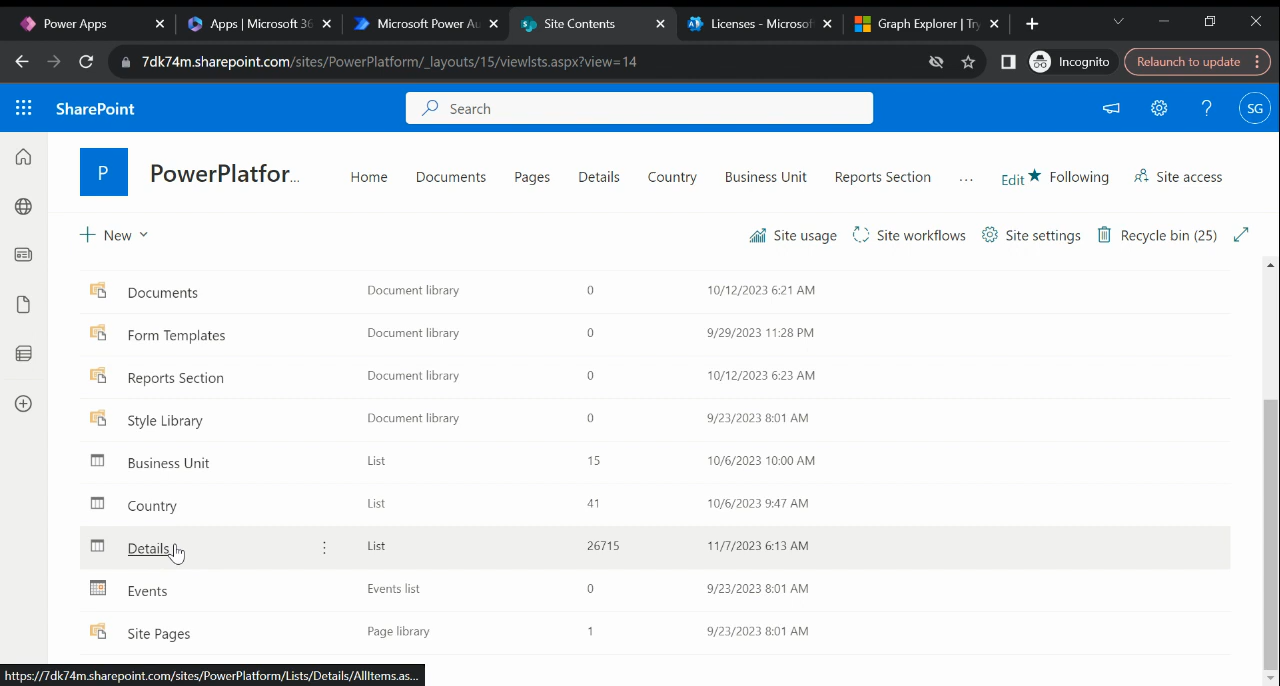 Power Apps
Apps | Microsoft 36
Microsoft Power Au
Site Contents
Licenses - Microsof
Graph Explorer | Try
7dk74m.sharepoint.com/sites/PowerPlatform/_layouts/15/viewlsts.aspx?view=14
Incognito
Relaunch to update
SharePoint
Search
SG
P
PowerPlatfor...
Home
Documents
Pages
Details
Country
Business Unit
Reports Section
...
Edit
Following
Site access
New
Site usage
Site workflows
Site settings
Recycle bin (25)
Documents Document library 0 10/12/2023 6:21 AM
Form Templates Document library 0 9/29/2023 11:28 PM
Reports Section Document library 0 10/12/2023 6:23 AM
Style Library Document library 0 9/23/2023 8:01 AM
Business Unit List 15 10/6/2023 10:00 AM
Country List 41 10/6/2023 9:47 AM
Details List 26715 11/7/2023 6:13 AM
Events Events list 0 9/23/2023 8:01 AM
Site Pages Page library 1 9/23/2023 8:01 AM
https://7dk74m.sharepoint.com/sites/PowerPlatform/Lists/Details/AllItems.as...